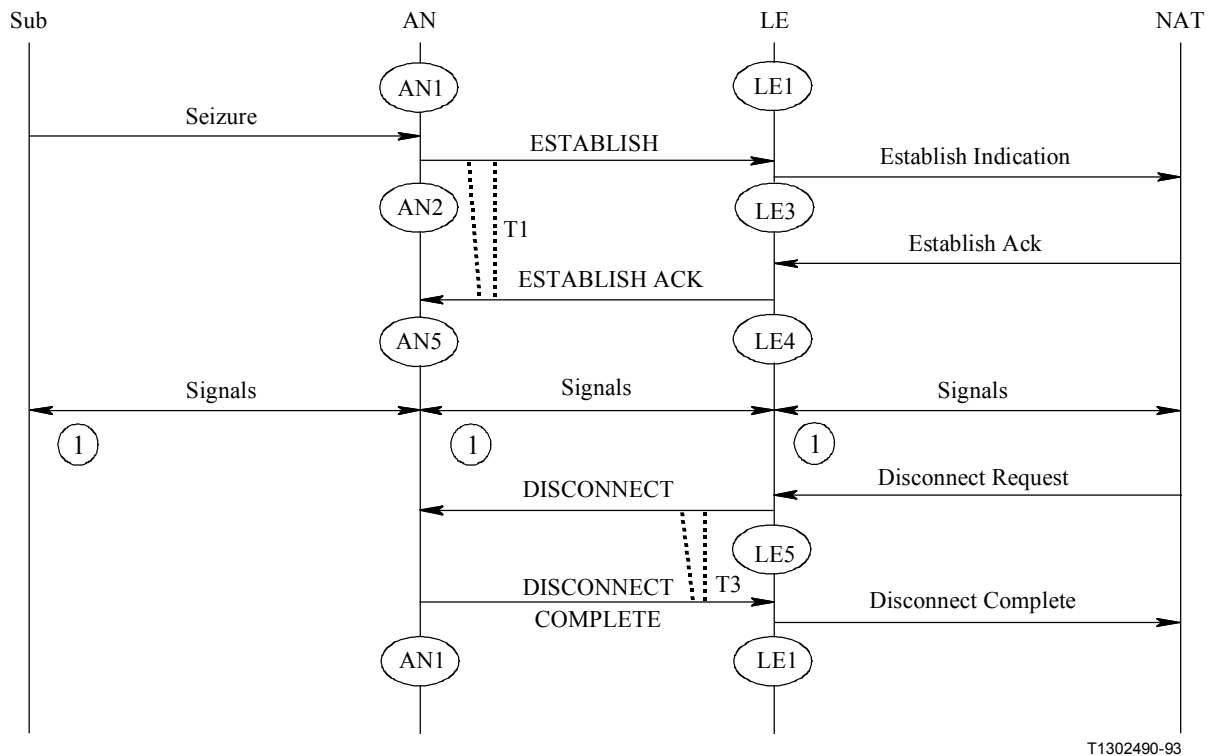 Sub AN LE NAT
AN1 LE1
Seizure
ESTABLISH
Establish Indication
AN2 LE3
T1
Establish Ack
ESTABLISH ACK
AN5 LE4
Signals Signals Signals
1 1 1
Disconnect Request
DISCONNECT
LE5
DISCONNECT T3
COMPLETE
Disconnect Complete
AN1 LE1
T1302490-93